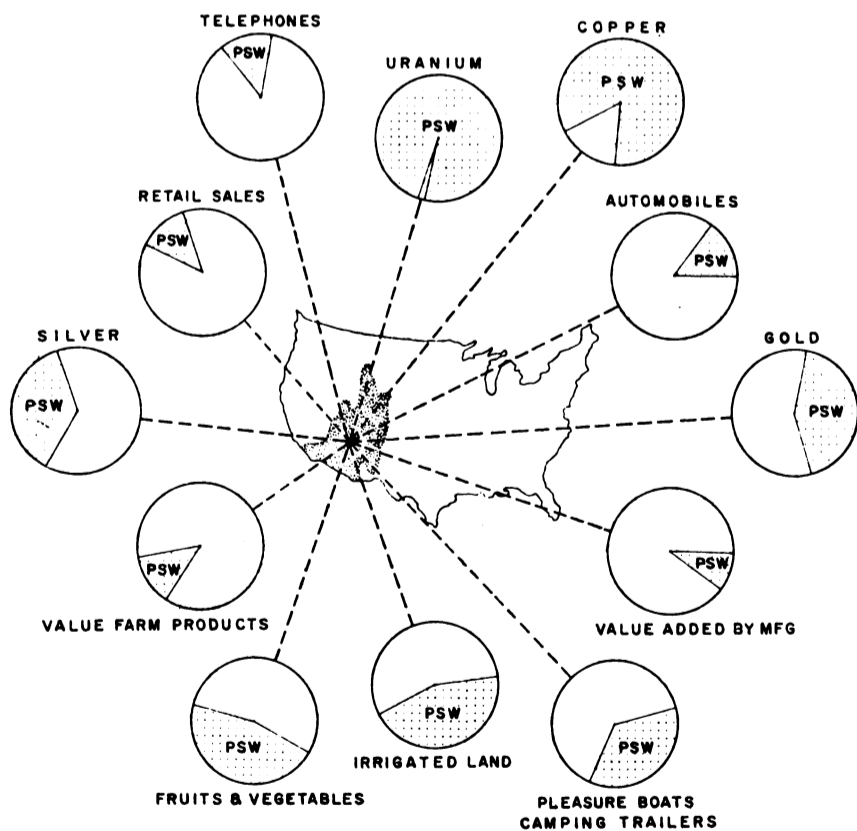 TELEPHONES
PSW
URANIUM
PSW
COPPER
PSW
RETAIL SALES
PSW
AUTOMOBILES
PSW
SILVER
PSW
GOLD
PSW
PSW
VALUE FARM PRODUCTS
PSW
VALUE ADDED BY MFG
PSW
FRUITS & VEGETABLES
PSW
IRRIGATED LAND
PSW
PLEASURE BOATS
CAMPING TRAILERS